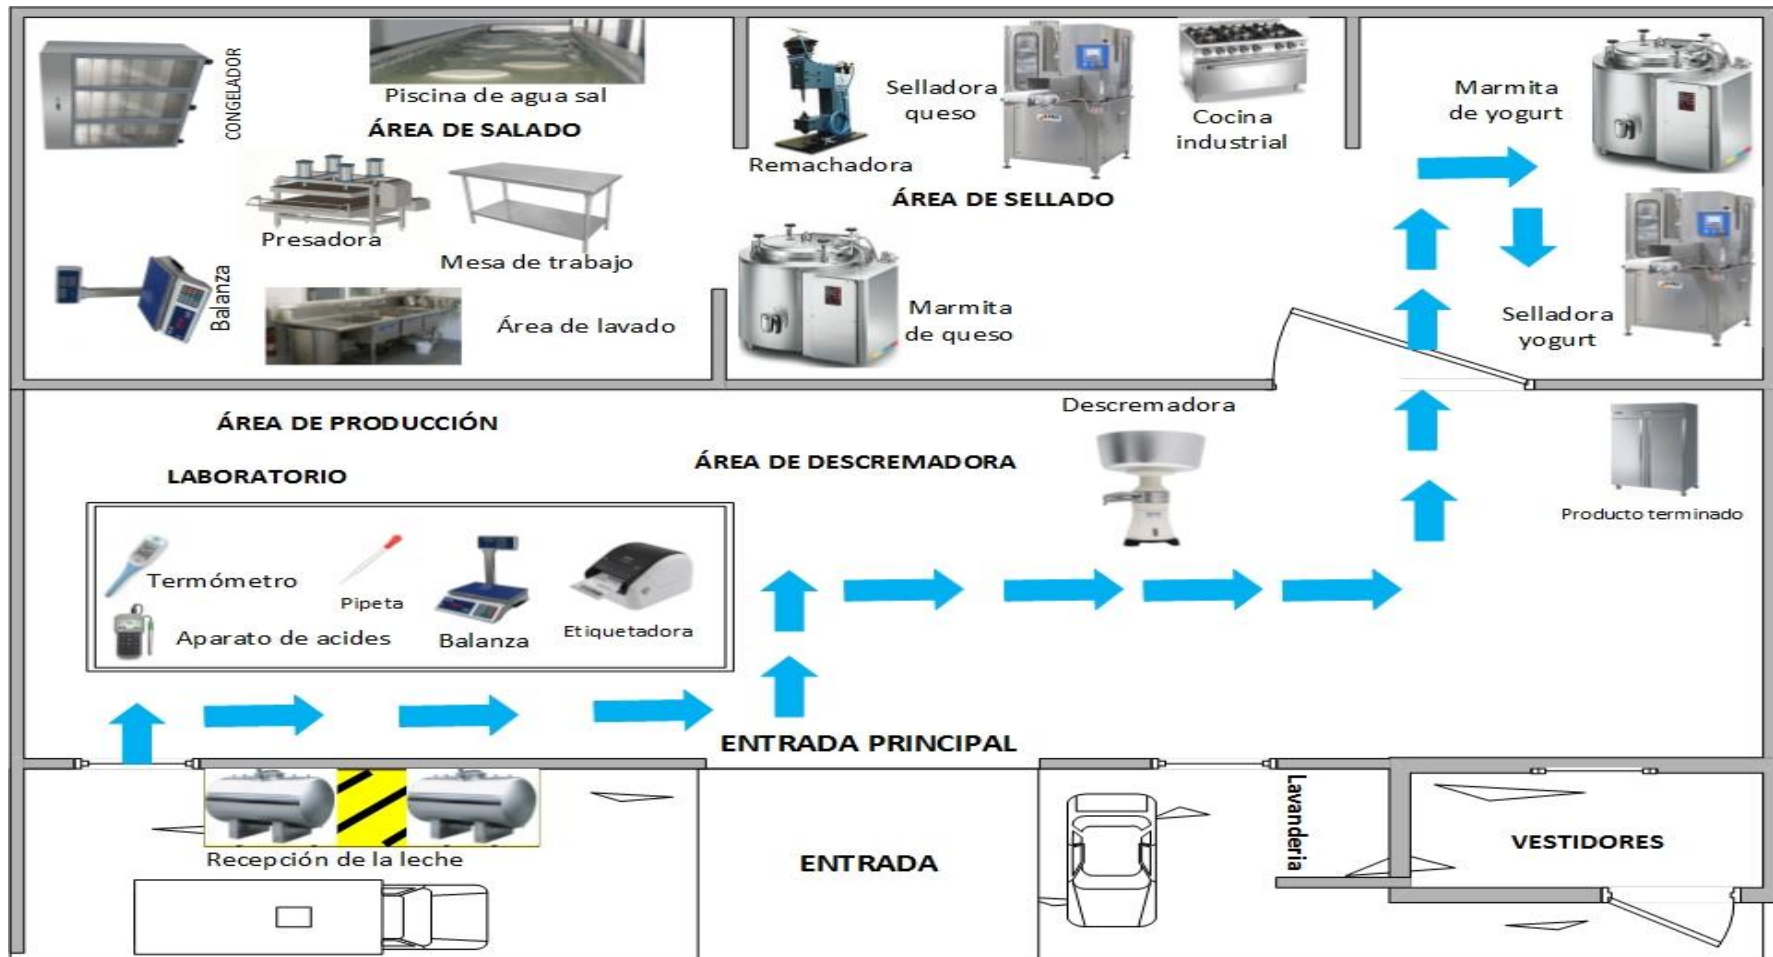 CONGELADOR
Piscina de agua sal
ÁREA DE SALADO
Presadora
Mesa de trabajo
Balanza
Área de lavado
Remachadora
Selladora
queso
Cocina
industrial
ÁREA DE SELLADO
Marmita
de queso
Marmita
de yogurt
Selladora
yogurt
ÁREA DE PRODUCCIÓN
LABORATORIO
Termómetro
Pipeta
Aparato de acides
Balanza
Etiquetadora
ÁREA DE DESCREMADORA
Descremadora
Producto terminado
ENTRADA PRINCIPAL
Recepción de la leche
ENTRADA
Lavanderia
VESTIDORES